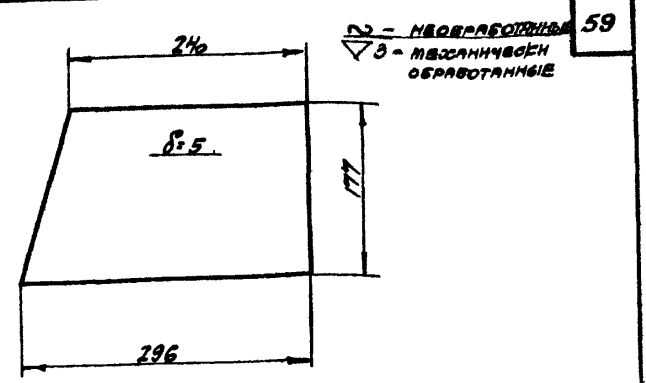 240
∾ - НЕОБРАБОТАННЫЕ
59
▽ 3 - МЕХАНИЧЕСКИ
ОБРАБОТАННЫЕ
δ=5
177
296